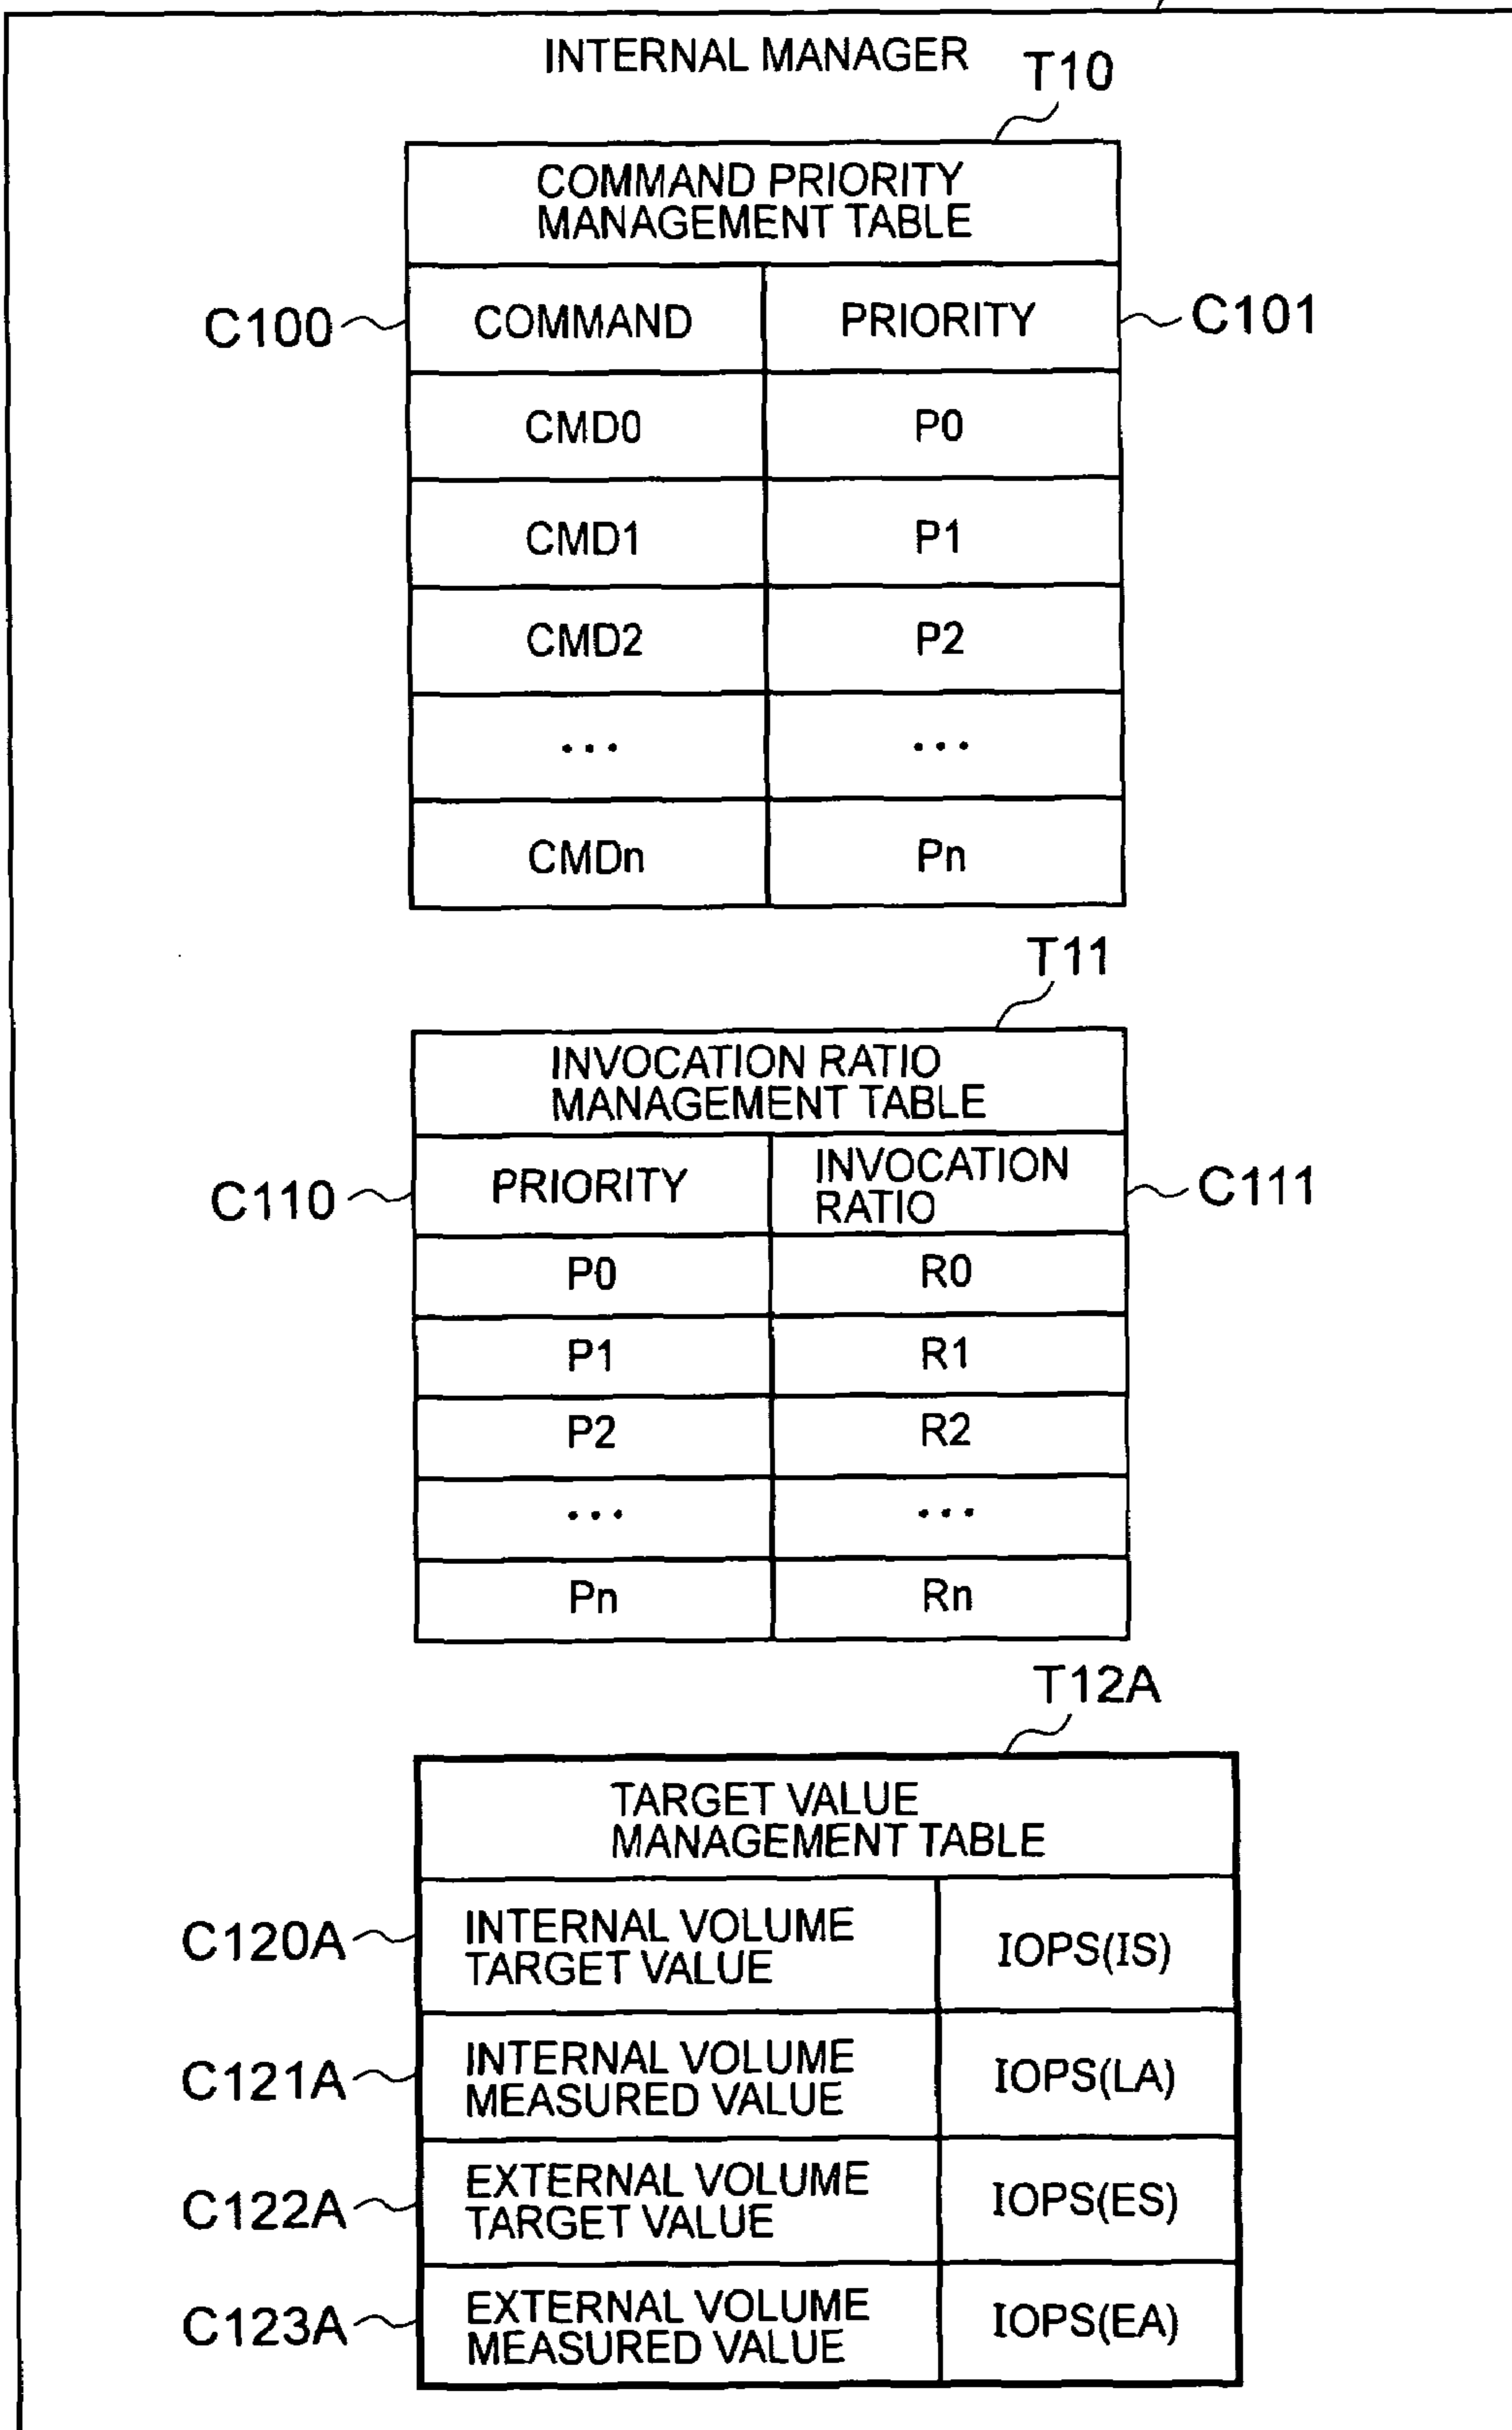 INTERNAL MANAGER
T10
COMMAND PRIORITY
MANAGEMENT TABLE
C100 COMMAND PRIORITY C101
CMD0 P0
CMD1 P1
CMD2 P2
... ...
CMDn Pn
T11
INVOCATION RATIO
MANAGEMENT TABLE
C110 PRIORITY INVOCATION
RATIO C111
P0 R0
P1 R1
P2 R2
... ...
Pn Rn
T12A
TARGET VALUE
MANAGEMENT TABLE
C120A INTERNAL VOLUME
TARGET VALUE IOPS(IS)
C121A INTERNAL VOLUME
MEASURED VALUE IOPS(LA)
C122A EXTERNAL VOLUME
TARGET VALUE IOPS(ES)
C123A EXTERNAL VOLUME
MEASURED VALUE IOPS(EA)